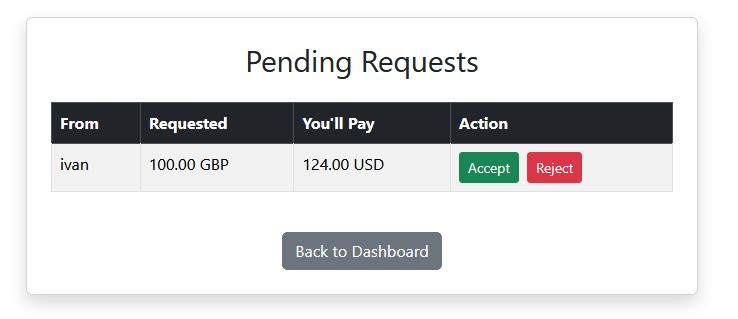 Pending Requests
From Requested You'll Pay Action
ivan 100.00 GBP 124.00 USD Accept Reject
Back to Dashboard